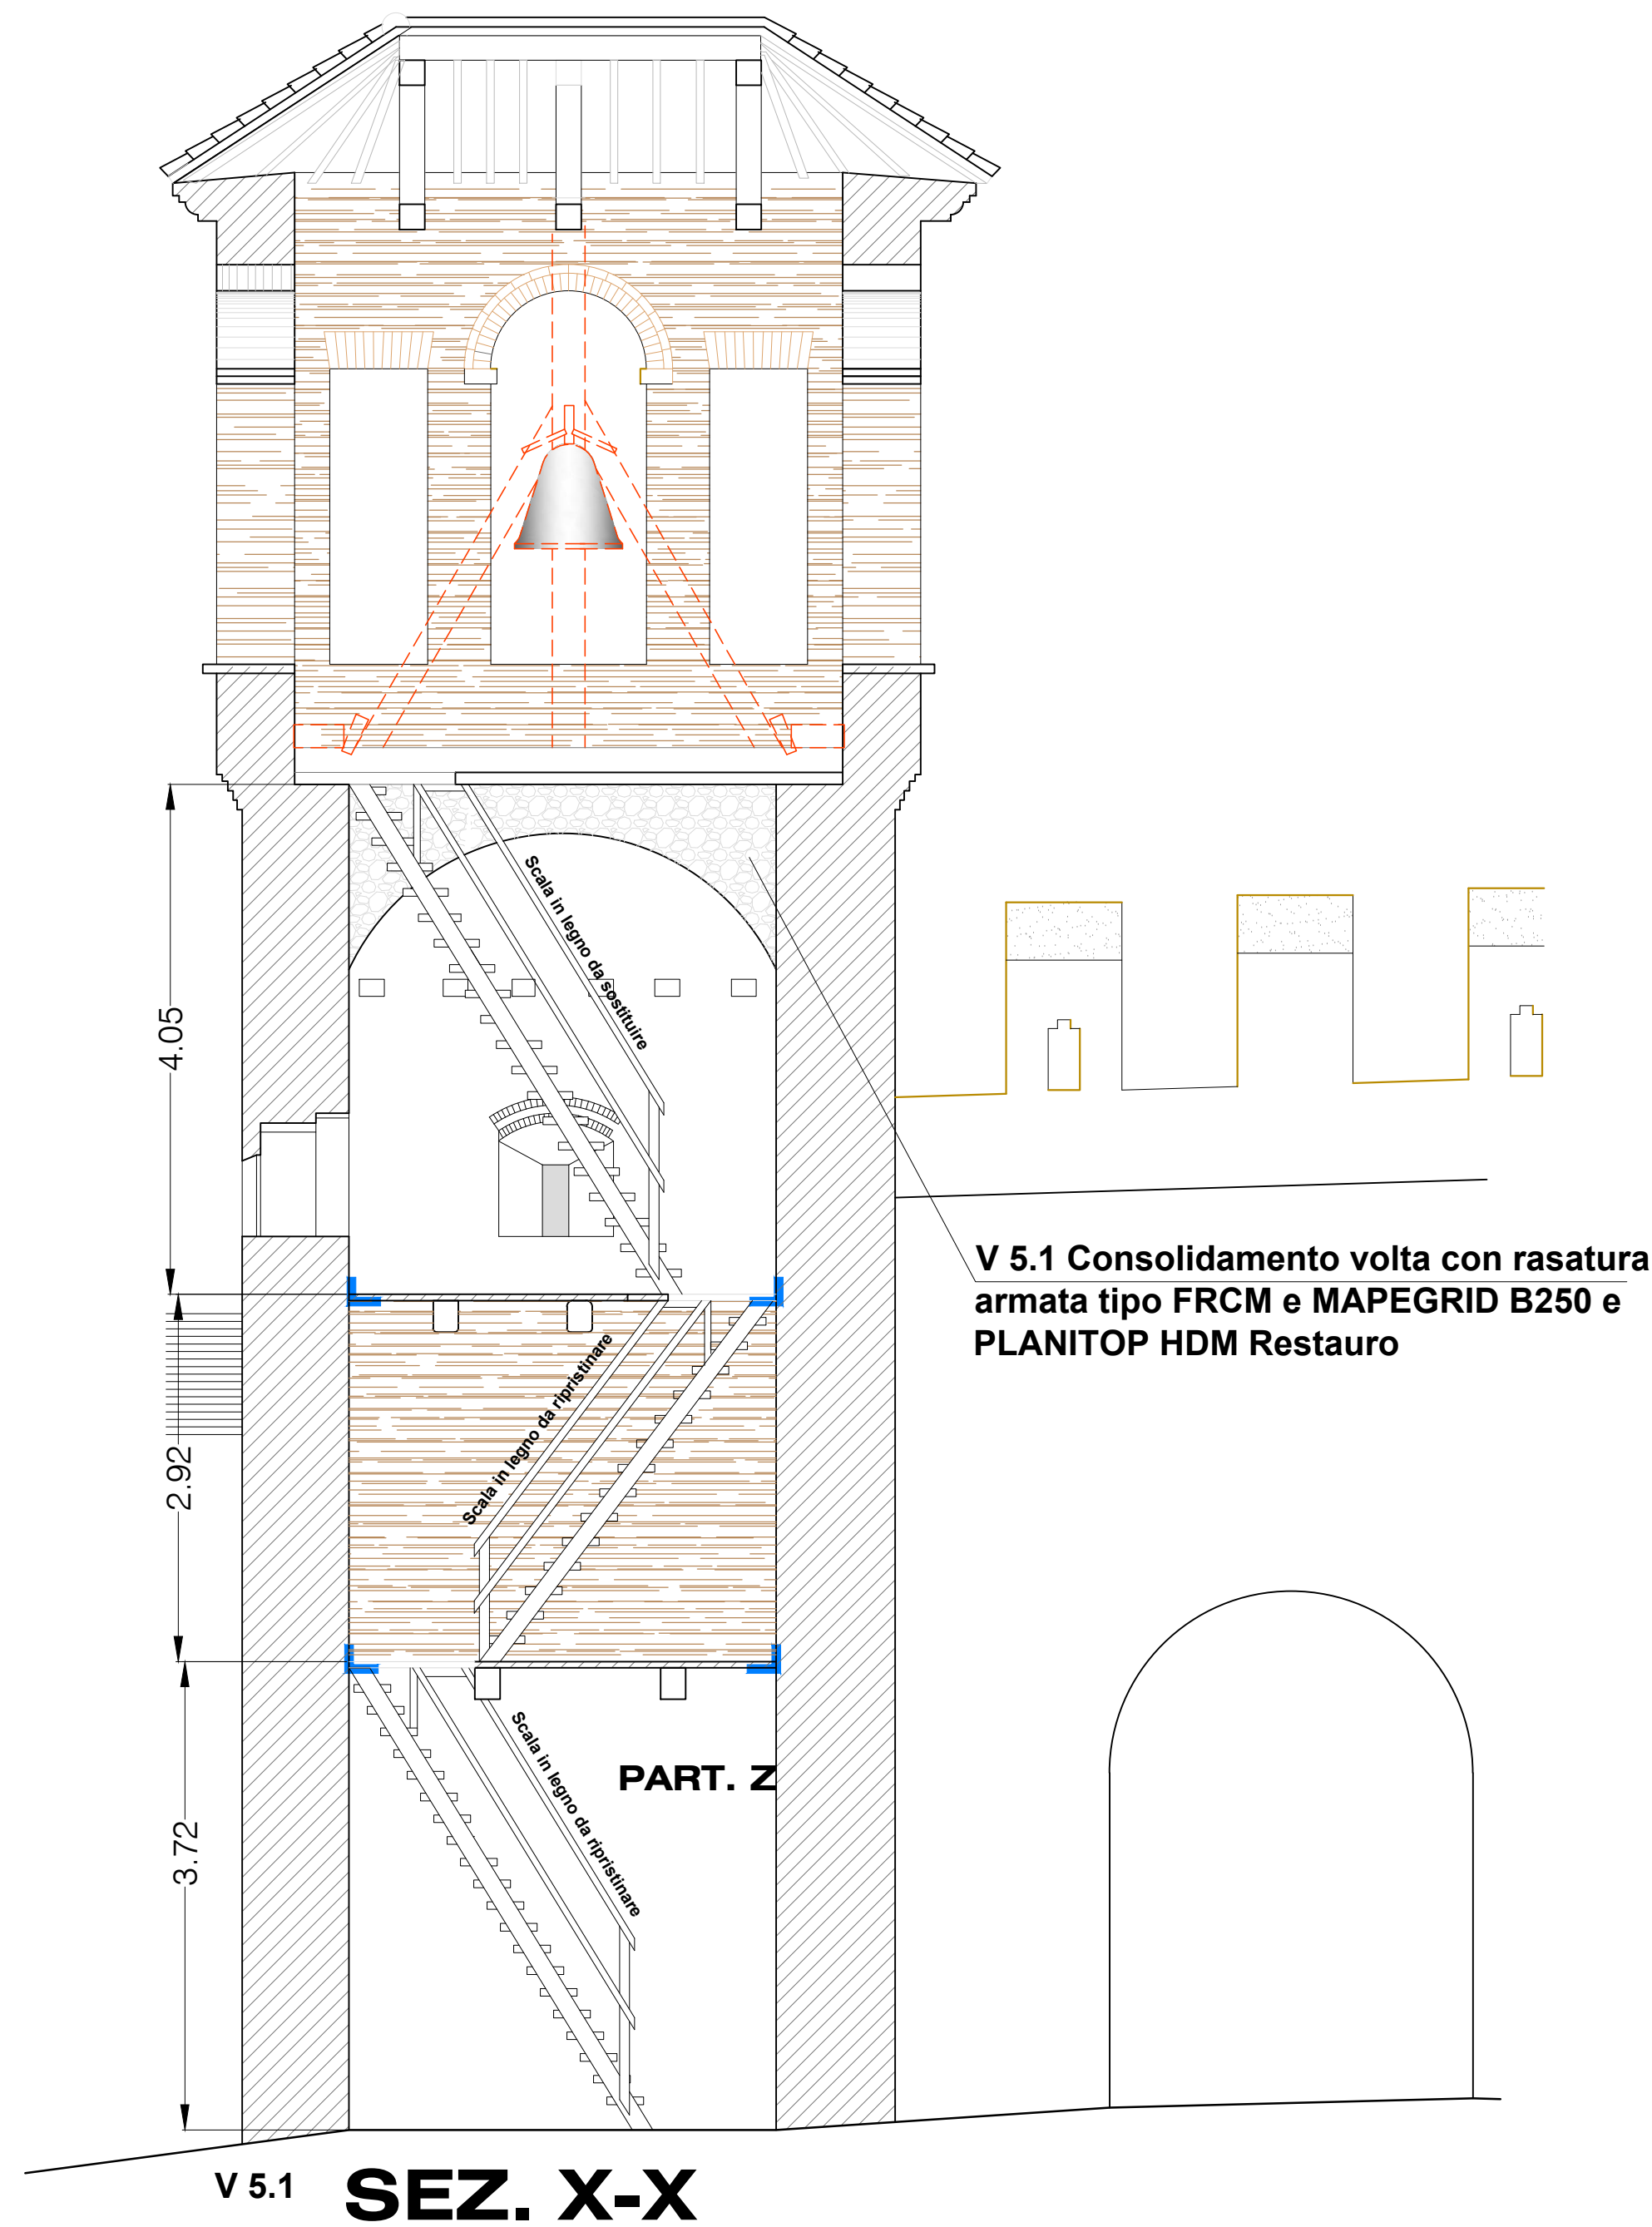 Scala in legno da sostituire
4.05
V 5.1 Consolidamento volta con rasatura
armata tipo FRCM e MAPEGRID B250 e
PLANITOP HDM Restauro
Scala in legno da ripristinare
2.92
Scala in legno da ripristinare
PART. Z
3.72
V 5.1
SEZ. X-X